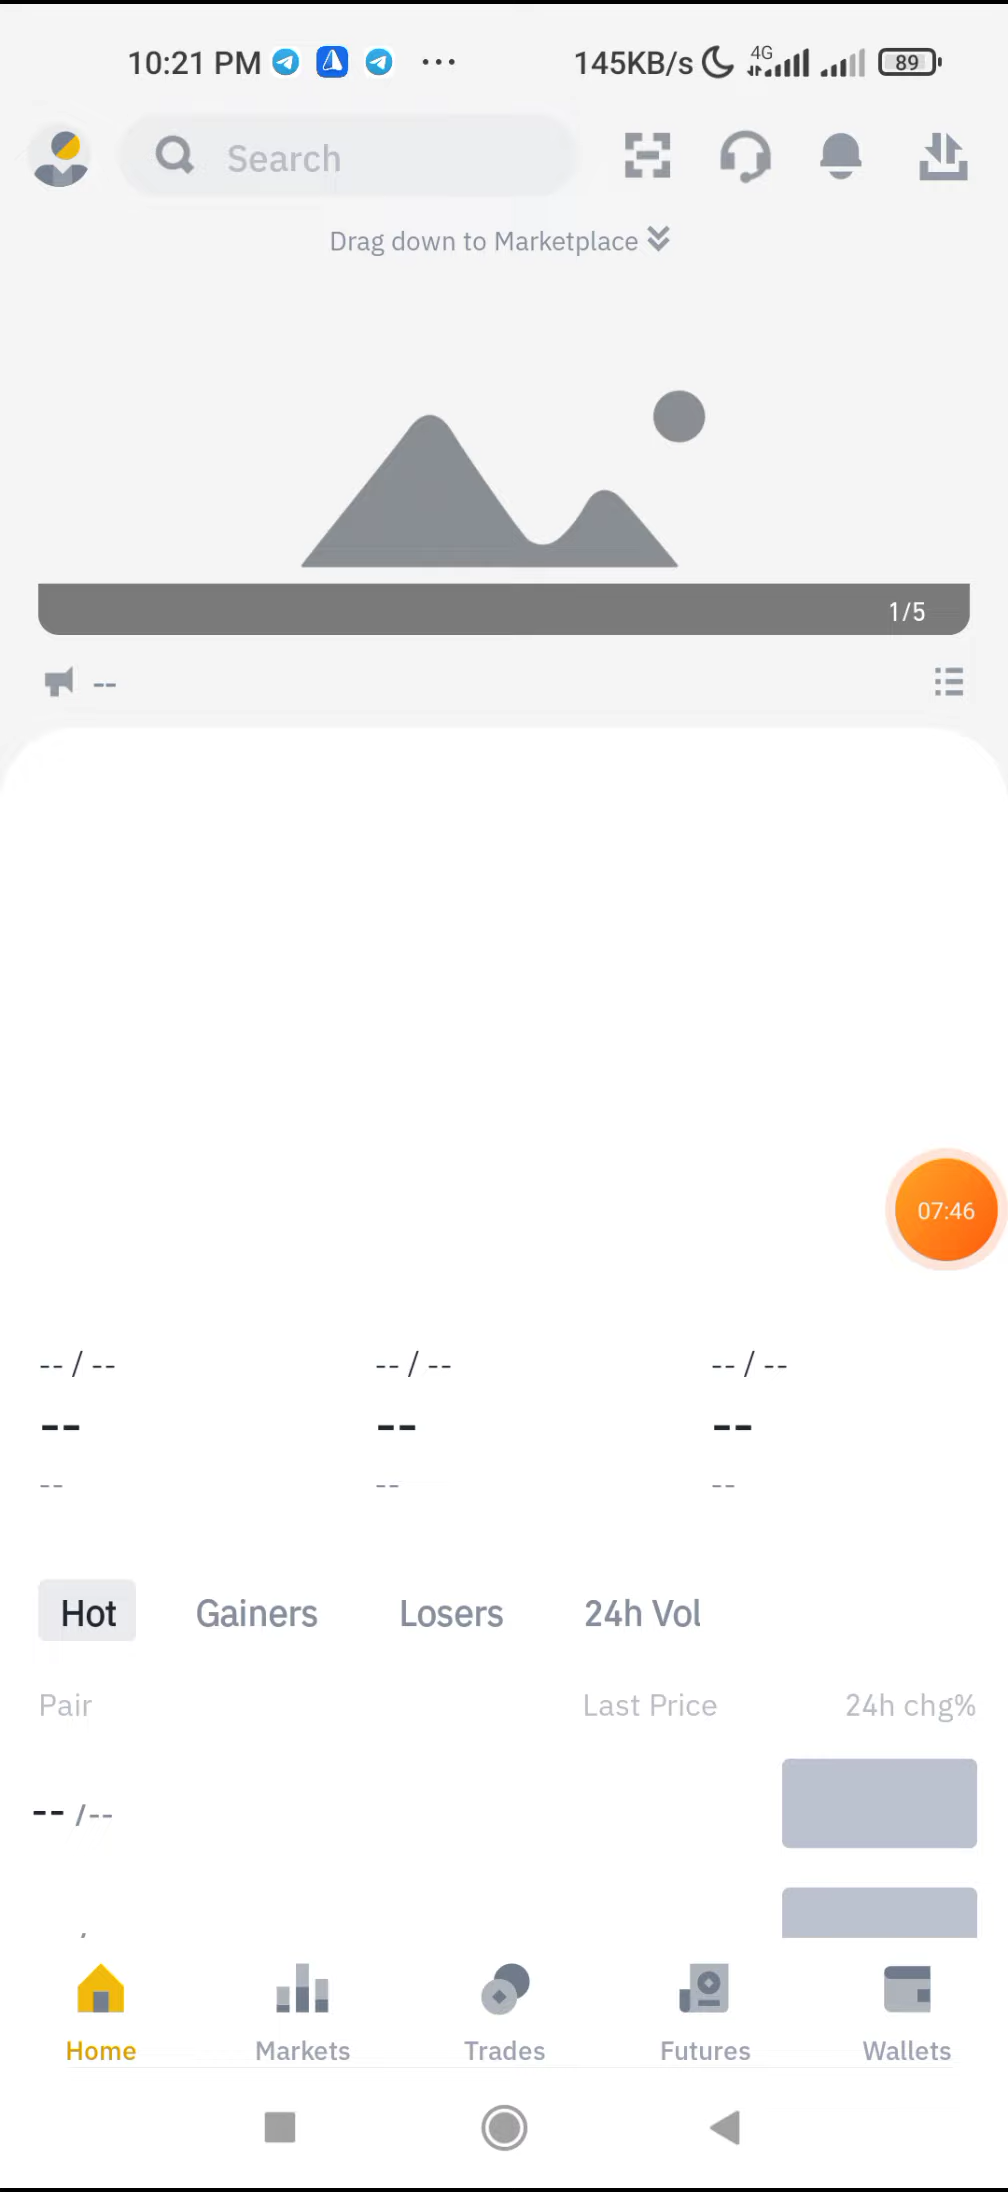 10:21 PM ... 145KB/s 4G 89
Search
Drag down to Marketplace
1/5
--
07:46
-- / -- -- / -- -- / --
-- -- --
-- -- --
Hot Gainers Losers 24h Vol
Pair Last Price 24h chg%
-- /--
Home Markets Trades Futures Wallets